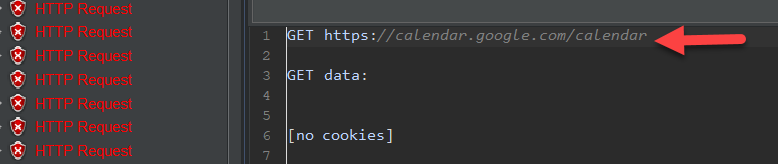 HTTP Request
HTTP Request
HTTP Request
HTTP Request
HTTP Request
HTTP Request
HTTP Request
1 GET https://calendar.google.com/calendar
2
3 GET data:
4
5
6 [no cookies]
7